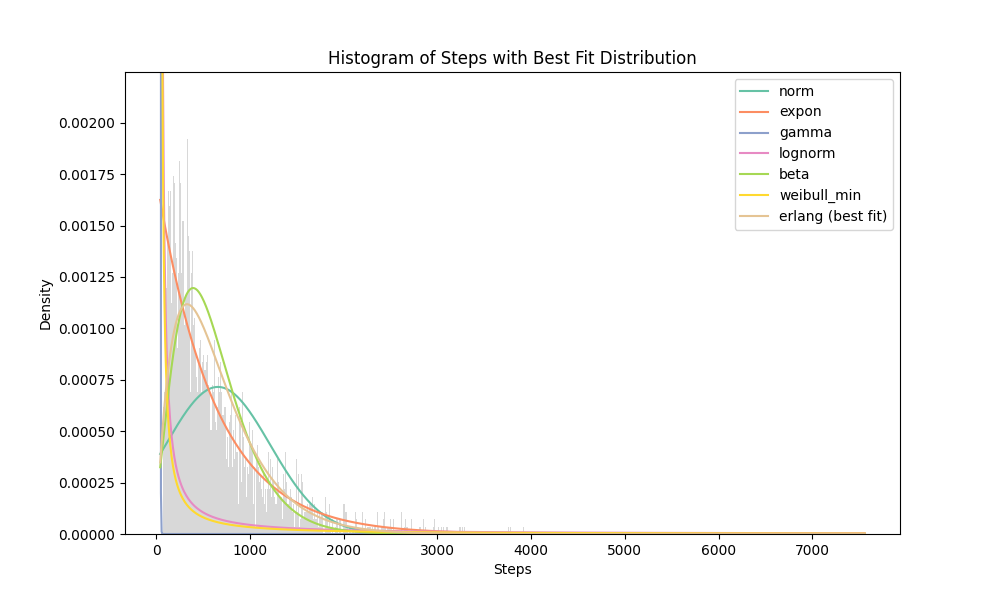 Histogram of Steps with Best Fit Distribution
norm
expon
gamma
lognorm
beta
weibull_min
erlang (best fit)
0.00200
0.00175
0.00150
0.00125
0.00100
0.00075
0.00050
0.00025
0.00000
Density
0 1000 2000 3000 4000 5000 6000 7000
Steps